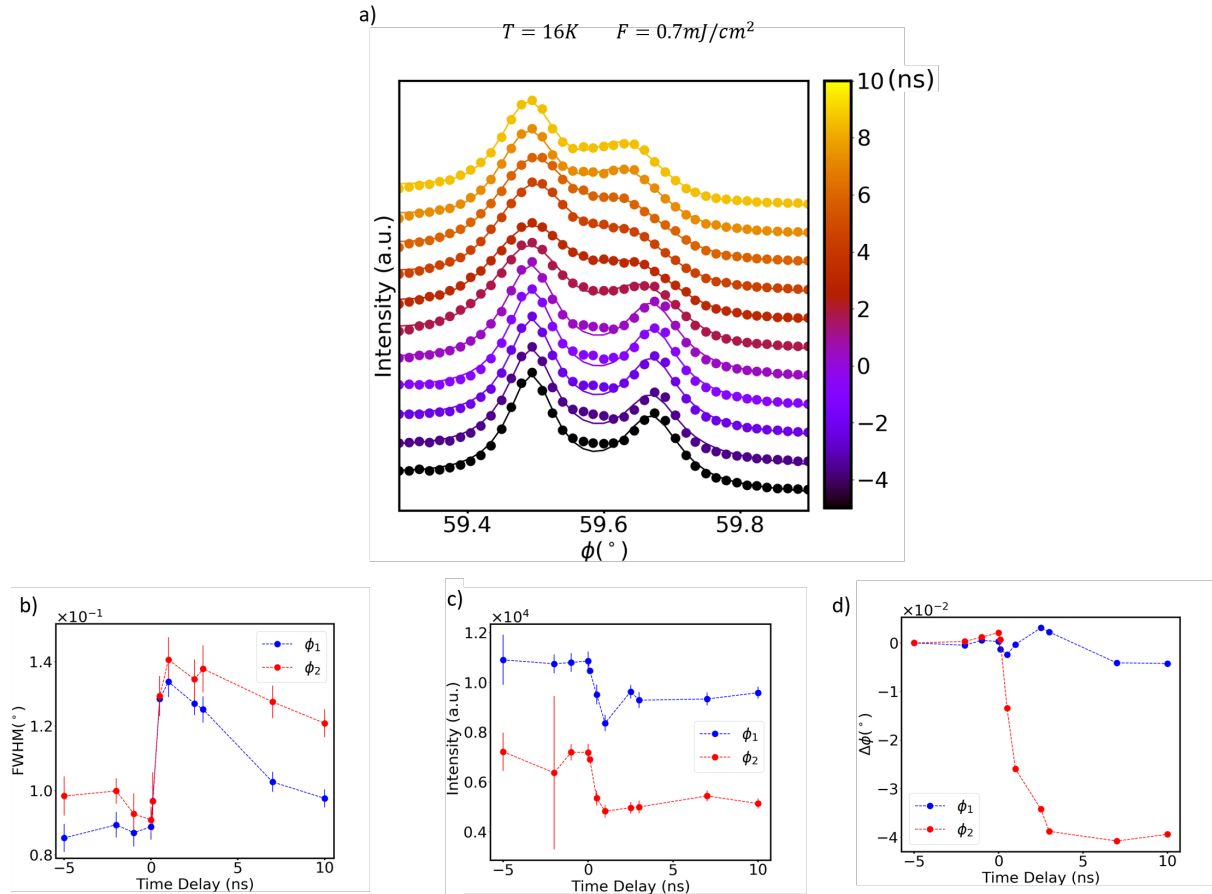 a)
T = 16K F = 0.7mJ/cm²
10 (ns)
8
6
4
2
0
−2
−4
Intensity (a.u.)
59.4 59.6 59.8
ϕ(°)
b)
×10⁻¹
1.4
1.2
1.0
0.8
FWHM(°)
ϕ₁
ϕ₂
−5 0 5 10
Time Delay (ns)
c)
×10⁴
1.2
1.0
0.8
0.6
0.4
Intensity (a.u.)
ϕ₁
ϕ₂
−5 0 5 10
Time Delay (ns)
d)
×10⁻²
0
−1
−2
−3
−4
Δϕ(°)
ϕ₁
ϕ₂
−5 0 5 10
Time Delay (ns)